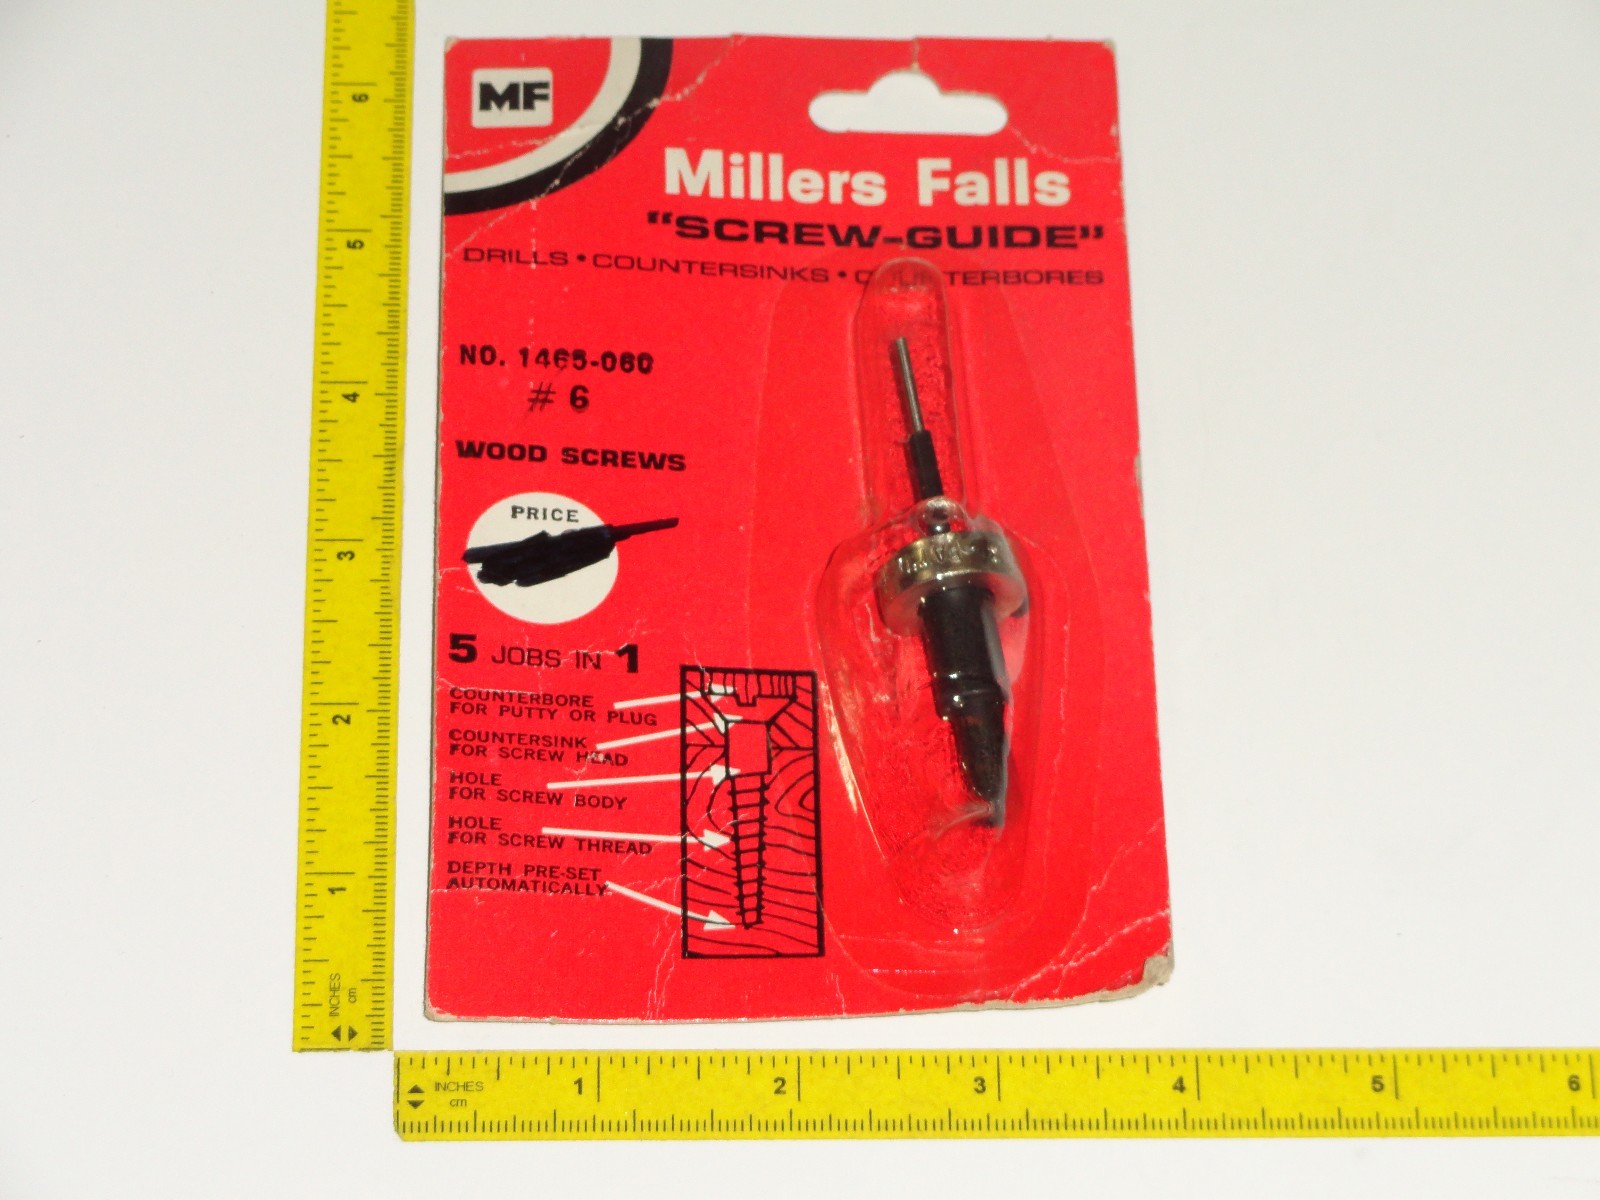 MF
Millers Falls
"SCREW-GUIDE"
DRILLS • COUNTERSINKS • COUNTERBORES
NO. 1465-060
# 6
WOOD SCREWS
PRICE
5 JOBS IN 1
COUNTERBORE
FOR PUTTY OR PLUG
COUNTERSINK
FOR SCREW HEAD
HOLE
FOR SCREW BODY
HOLE
FOR SCREW THREAD
DEPTH PRE-SET
AUTOMATICALLY
6
5
4
3
2
1
INCHES
cm
INCHES
cm
1
2
3
4
5
6